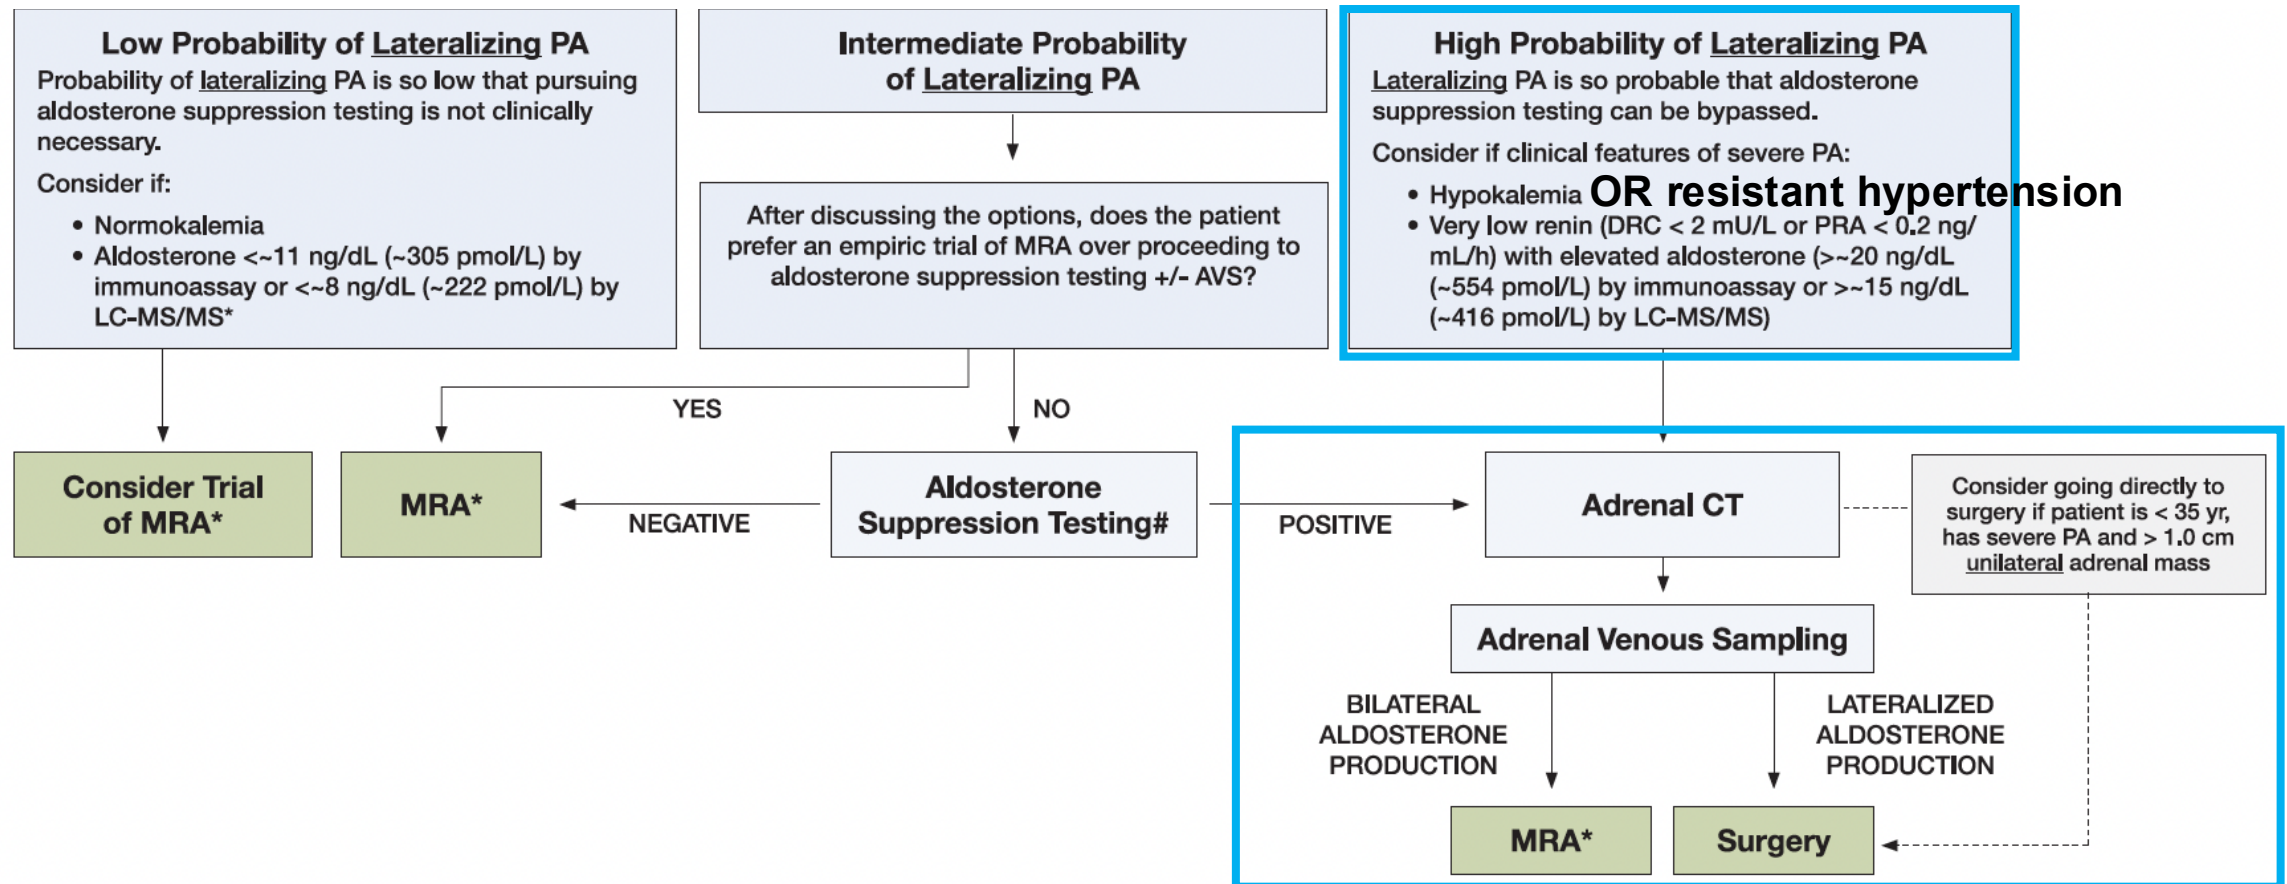 Low Probability of Lateralizing PA
Probability of lateralizing PA is so low that pursuing
aldosterone suppression testing is not clinically
necessary.
Consider if:
• Normokalemia
• Aldosterone <~11 ng/dL (~305 pmol/L) by
immunoassay or <~8 ng/dL (~222 pmol/L) by
LC-MS/MS*
Intermediate Probability
of Lateralizing PA
After discussing the options, does the patient
prefer an empiric trial of MRA over proceeding to
aldosterone suppression testing +/- AVS?
High Probability of Lateralizing PA
Lateralizing PA is so probable that aldosterone
suppression testing can be bypassed.
Consider if clinical features of severe PA:
• Hypokalemia OR resistant hypertension
• Very low renin (DRC < 2 mU/L or PRA < 0.2 ng/
mL/h) with elevated aldosterone (>~20 ng/dL
(~554 pmol/L) by immunoassay or >~15 ng/dL
(~416 pmol/L) by LC-MS/MS)
YES
NO
Consider Trial
of MRA*
MRA*
NEGATIVE
Aldosterone
Suppression Testing#
POSITIVE
Adrenal CT
Consider going directly to
surgery if patient is < 35 yr,
has severe PA and > 1.0 cm
unilateral adrenal mass
Adrenal Venous Sampling
BILATERAL
ALDOSTERONE
PRODUCTION
LATERALIZED
ALDOSTERONE
PRODUCTION
MRA*
Surgery